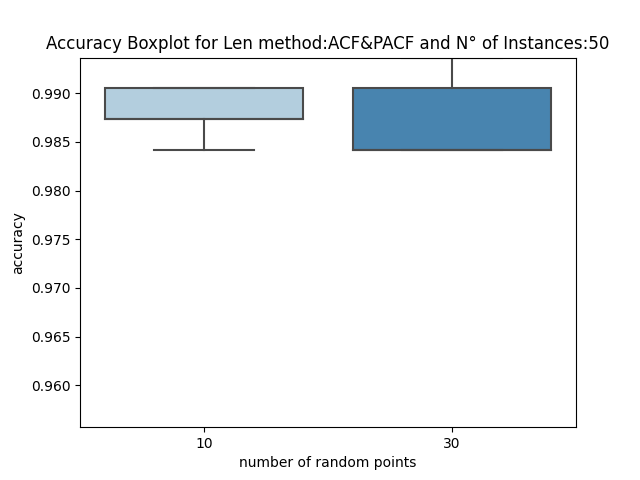 Accuracy Boxplot for Len method:ACF&PACF and N° of Instances:50
0.990
0.985
0.980
0.975
0.970
0.965
0.960
accuracy
10 30
number of random points